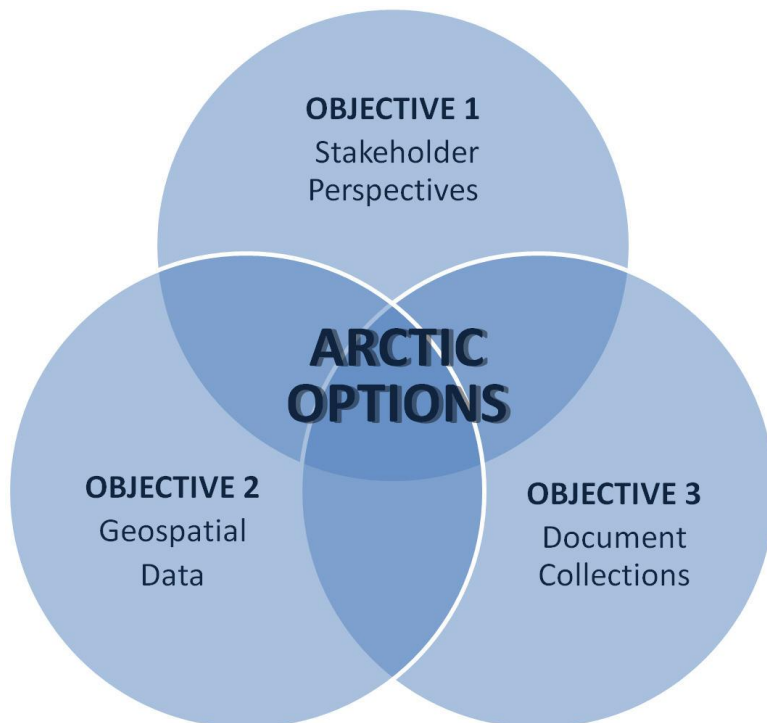 OBJECTIVE 1
Stakeholder
Perspectives
ARCTIC
OPTIONS
OBJECTIVE 2
Geospatial
Data
OBJECTIVE 3
Document
Collections